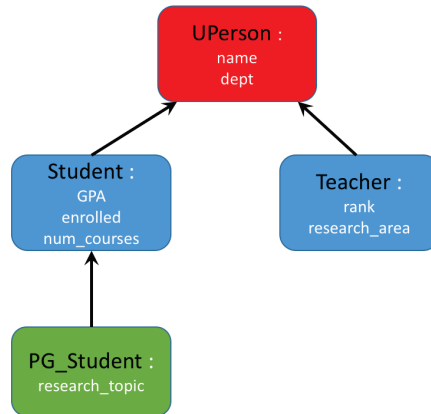 UPerson :
name
dept
Student :
GPA
enrolled
num_courses
Teacher :
rank
research_area
PG_Student :
research_topic